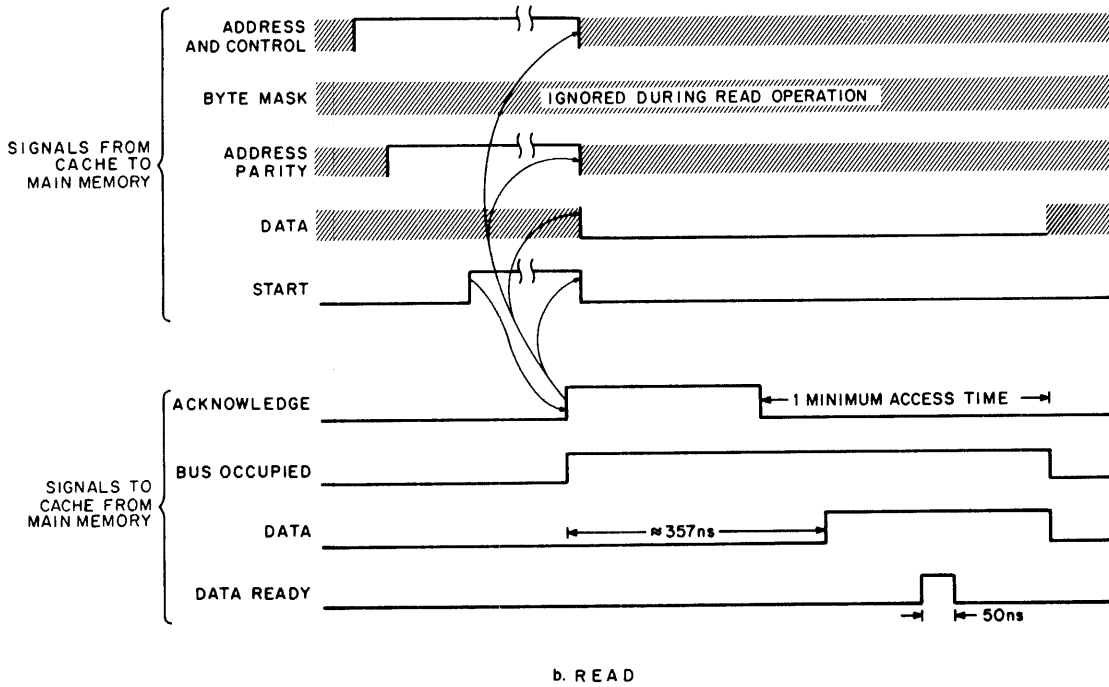 ADDRESS
AND CONTROL
BYTE MASK
IGNORED DURING READ OPERATION
SIGNALS FROM
CACHE TO
MAIN MEMORY
ADDRESS
PARITY
DATA
START
ACKNOWLEDGE
1 MINIMUM ACCESS TIME
BUS OCCUPIED
SIGNALS TO
CACHE FROM
MAIN MEMORY
DATA
≈357ns
DATA READY
50ns
b. READ